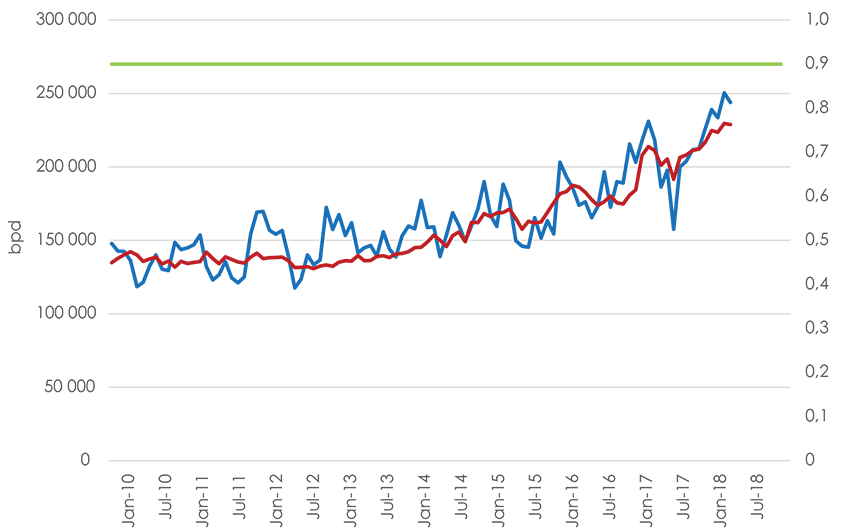 300 000
250 000
200 000
150 000
100 000
50 000
0
bpd
1,0
0,9
0,8
0,7
0,6
0,5
0,4
0,3
0,2
0,1
0
Jan-10
Jul-10
Jan-11
Jul-11
Jan-12
Jul-12
Jan-13
Jul-13
Jan-14
Jul-14
Jan-15
Jul-15
Jan-16
Jul-16
Jan-17
Jul-17
Jan-18
Jul-18